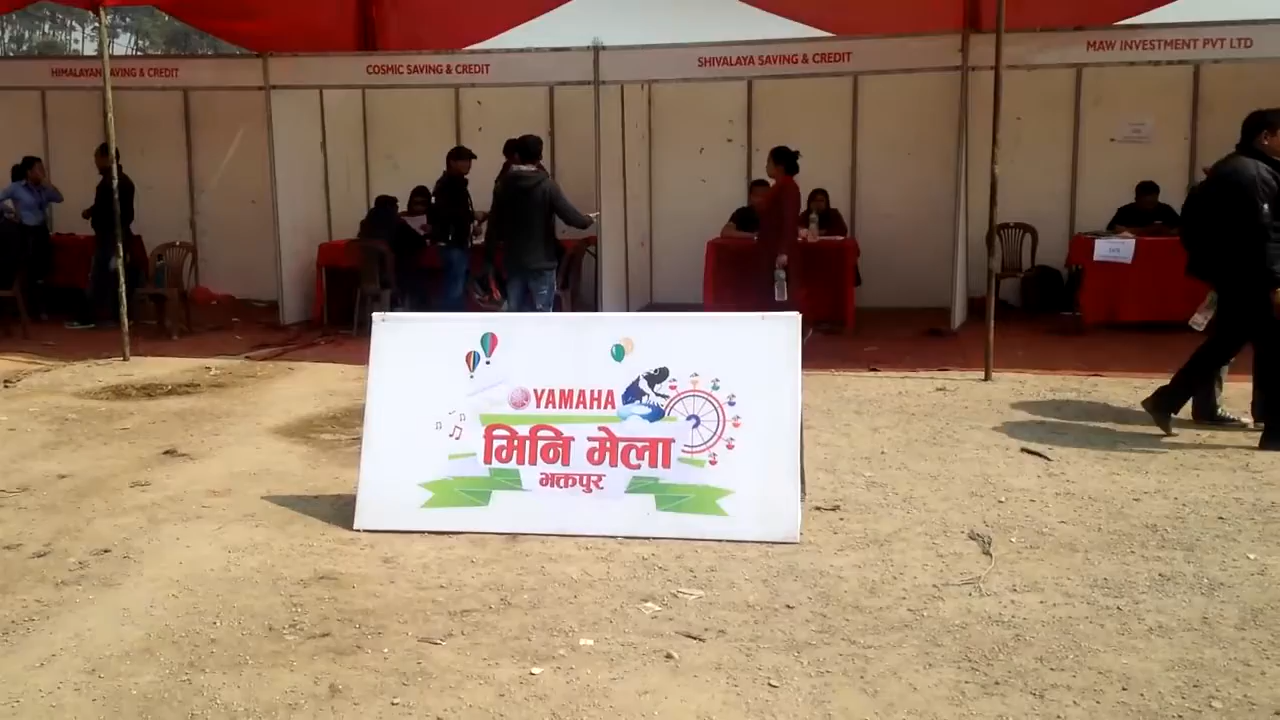 HIMALAYAN SAVING & CREDIT
COSMIC SAVING & CREDIT
SHIVALAYA SAVING & CREDIT
MAW INVESTMENT PVT LTD
YAMAHA
मिनि मेला
भक्तपुर